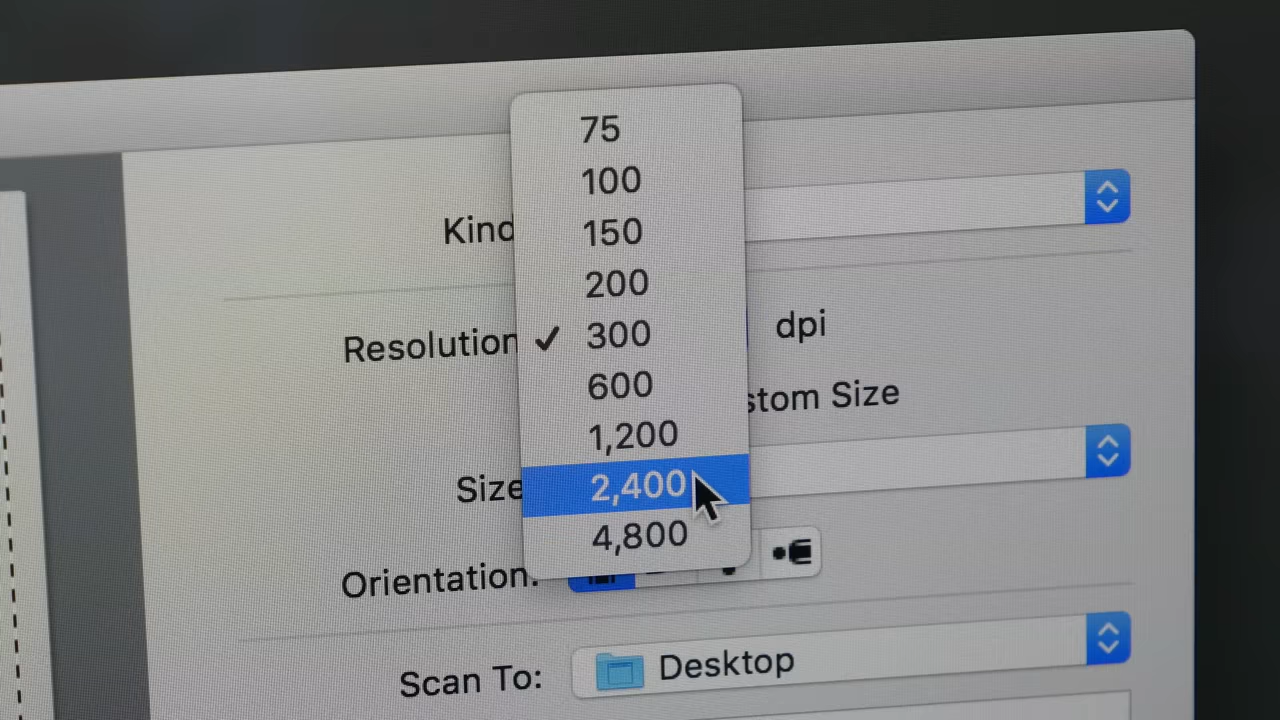 75
100
Kind
150
200
Resolution
300
dpi
600
stom Size
1,200
Size
2,400
4,800
Orientation:
Scan To:
Desktop